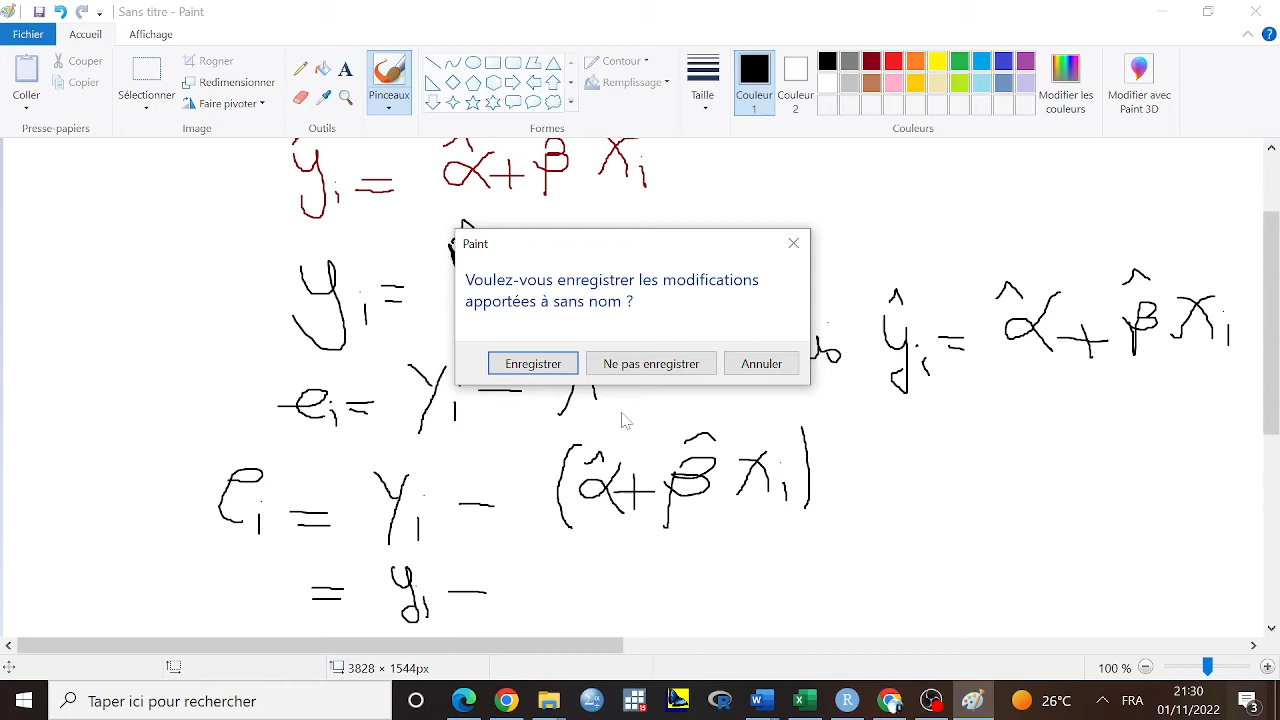 Sans titre - Paint
Fichier Accueil Affichage
Coller Couper Copier Presse-papiers
Sélectionner Rogner Redimensionner Faire pivoter Image
Pinceaux Outils
Contour Remplissage Formes
Taille Couleur 1 Couleur 2 Modifier les couleurs Modifier avec Paint 3D Couleurs
ŷi = α̂ + β̂ xi
Paint
Voulez-vous enregistrer les modifications
apportées à sans nom ?
Enregistrer Ne pas enregistrer Annuler
yi =
ŷi = α̂ + β̂ xi
ei = Yi −
ei = Yi − (α̂ + β̂ xi)
= yi −
3828 × 1544px 100 %
Taper ici pour rechercher 26°C FRA 21:30 01/11/2022 3